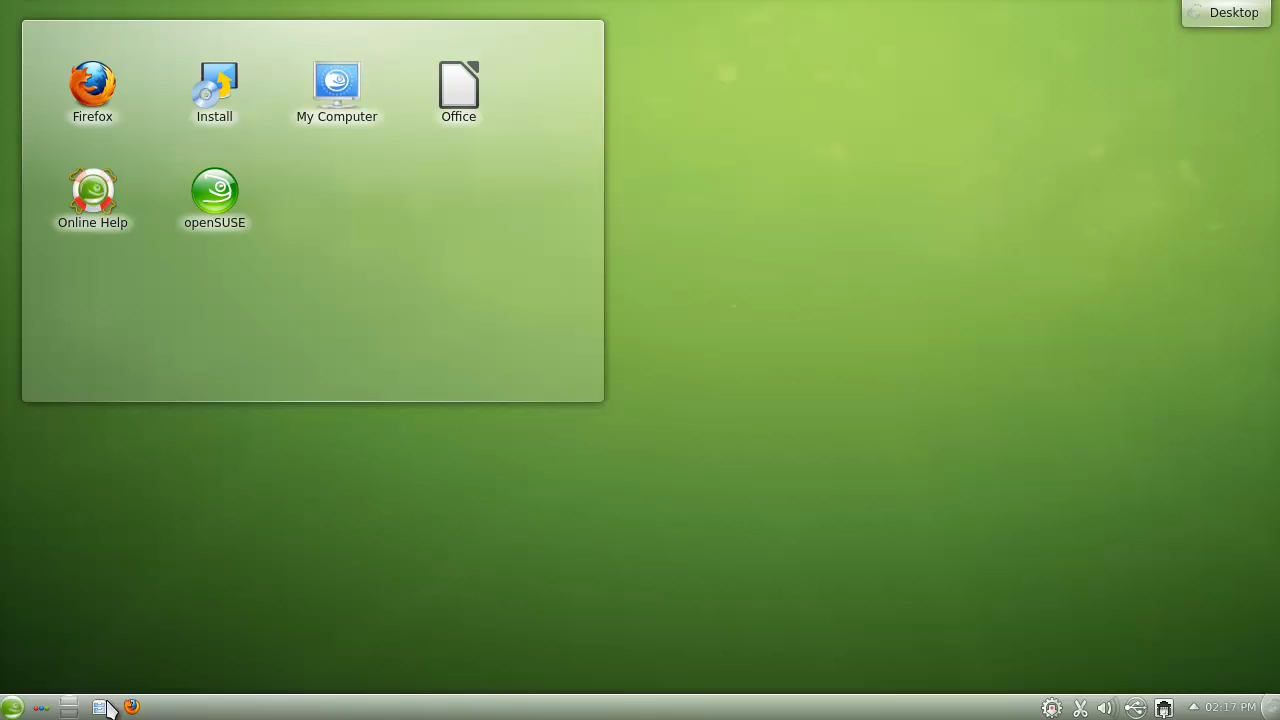 Desktop
Firefox
Install
My Computer
Office
Online Help
openSUSE
02:17 PM